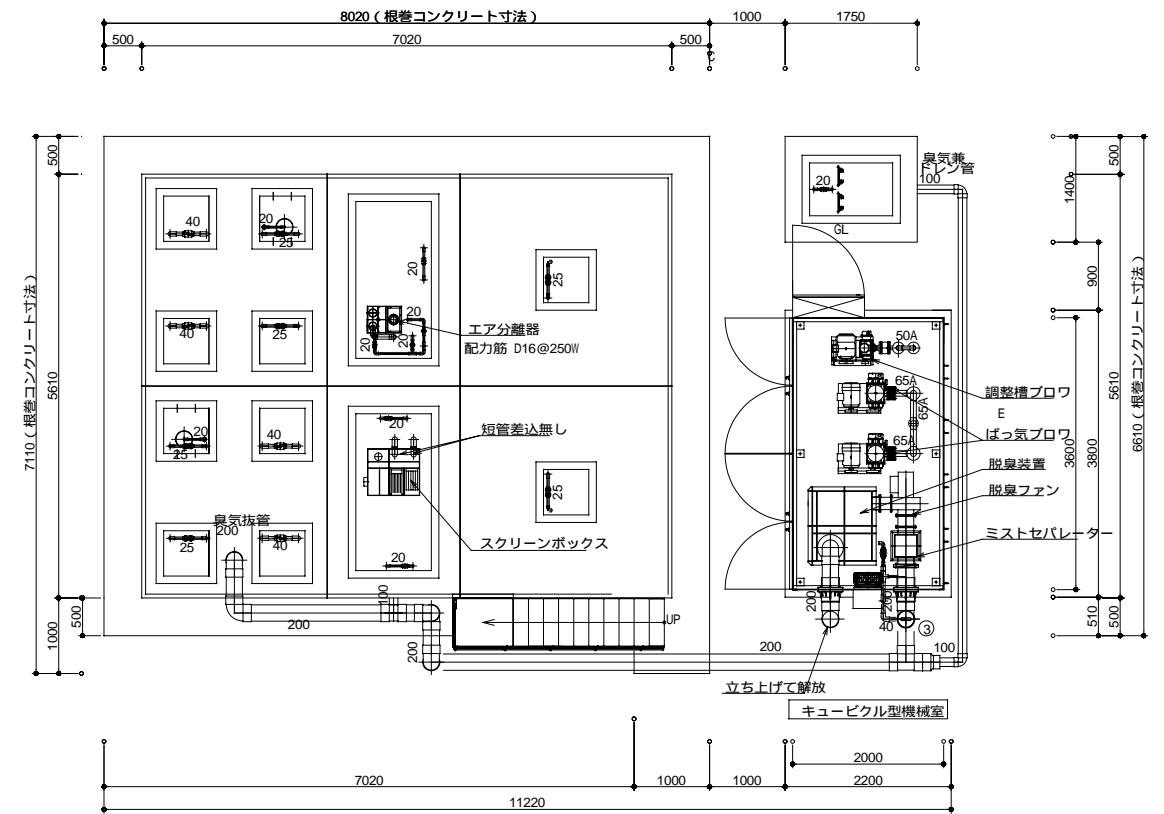 8020（根巻コンクリート寸法）
1000
1750
500
7020
500
℄
500
5610
7110（根巻コンクリート寸法）
500
1000
40
20
25
40
25
20
25
40
25
40
20
20
20
20
エア分離器
配力筋 D16@250W
25
20
短管差込無し
スクリーンボックス
20
25
臭気抜管
200
100
200
200
UP
200
臭気兼
ドレン管
100
20
GL
50A
65A
65A
65A
調整槽ブロワ
E
ばっ気ブロワ
脱臭装置
脱臭ファン
ミストセパレーター
200
200
40
③
100
立ち上げて解放
キュービクル型機械室
1400
900
3600
3800
510
500
5610
500
6610（根巻コンクリート寸法）
2000
7020
1000
1000
2200
11220